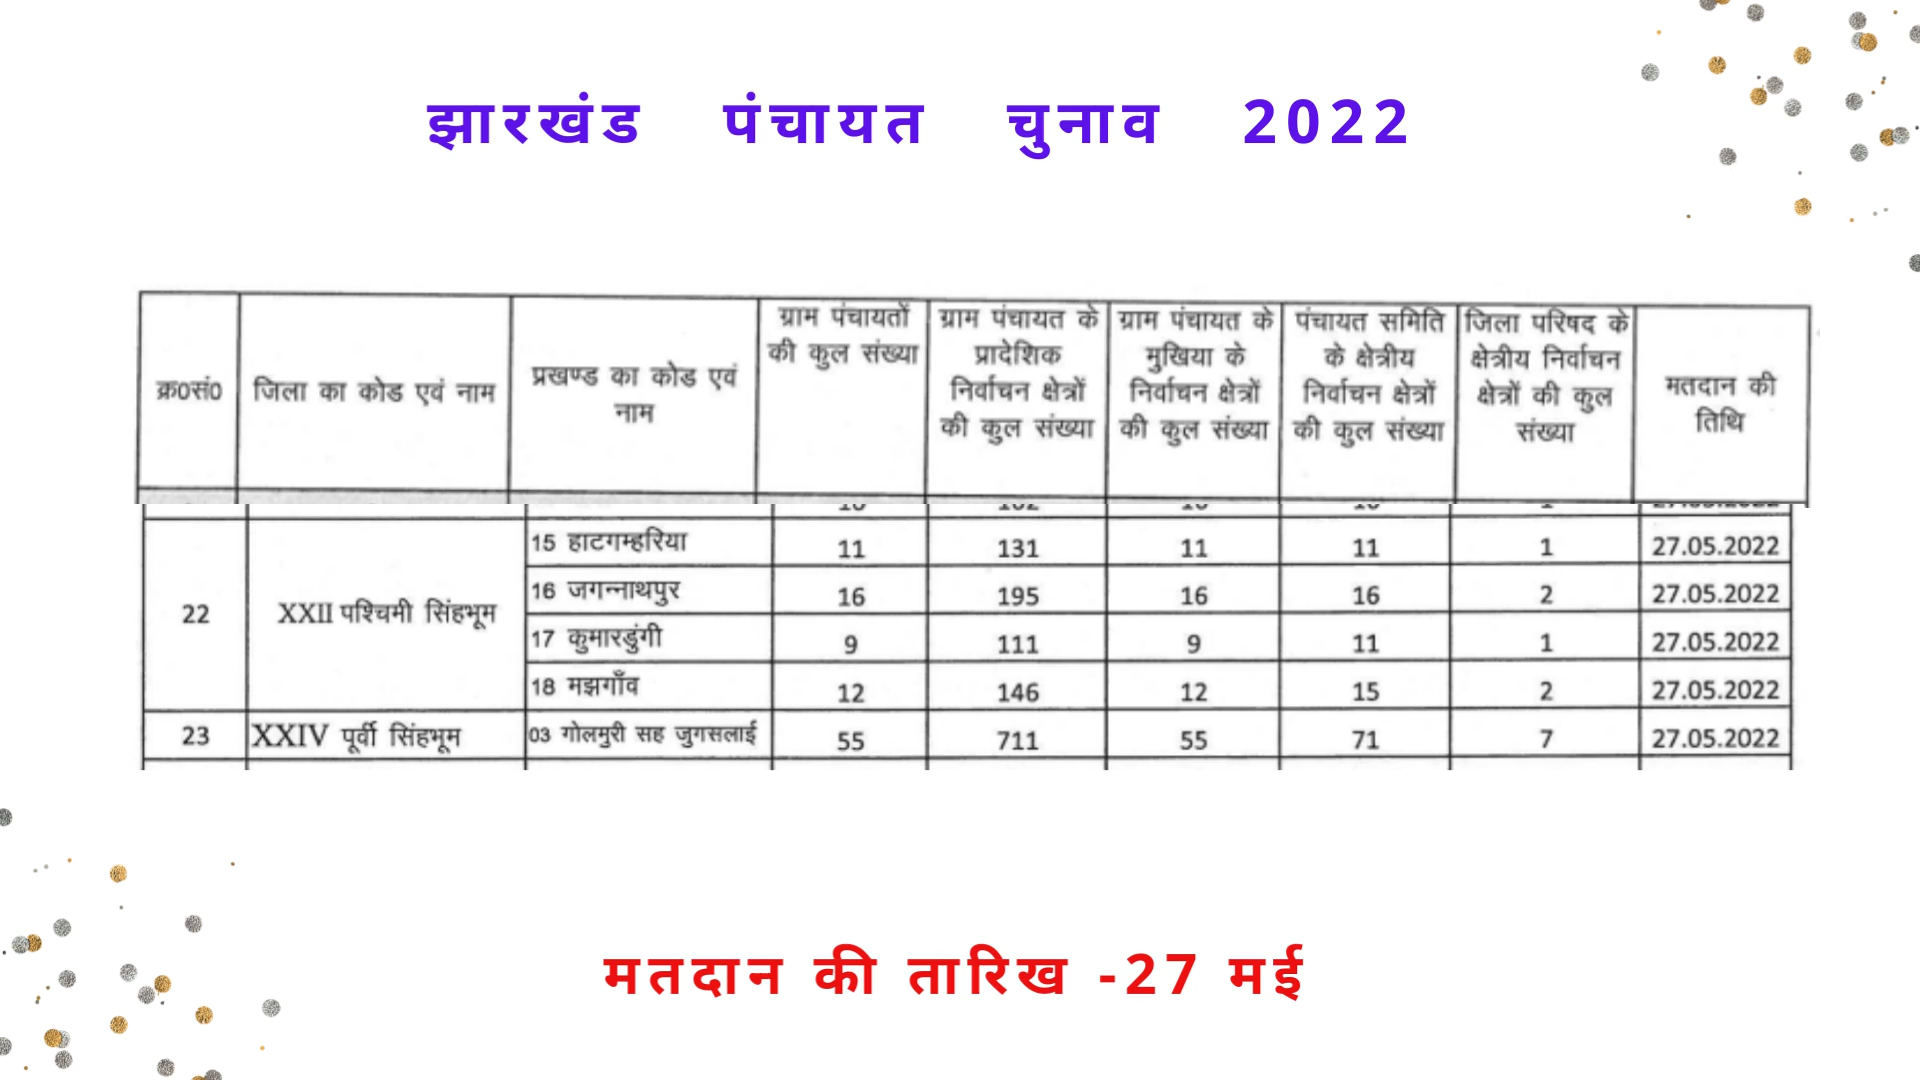 झारखंड पंचायत चुनाव 2022
क्र०सं० जिला का कोड एवं नाम प्रखण्ड का कोड एवं नाम ग्राम पंचायतों की कुल संख्या ग्राम पंचायत के प्रादेशिक निर्वाचन क्षेत्रों की कुल संख्या ग्राम पंचायत के मुखिया के निर्वाचन क्षेत्रों की कुल संख्या पंचायत समिति के क्षेत्रीय निर्वाचन क्षेत्रों की कुल संख्या जिला परिषद के क्षेत्रीय निर्वाचन क्षेत्रों की कुल संख्या मतदान की तिथि
22 XXII पश्चिमी सिंहभूम 15 हाटगम्हरिया 11 131 11 11 1 27.05.2022
16 जगन्नाथपुर 16 195 16 16 2 27.05.2022
17 कुमारडुंगी 9 111 9 11 1 27.05.2022
18 मझगाँव 12 146 12 15 2 27.05.2022
23 XXIV पूर्वी सिंहभूम 03 गोलमुरी सह जुगसलाई 55 711 55 71 7 27.05.2022
मतदान की तारिख -27 मई